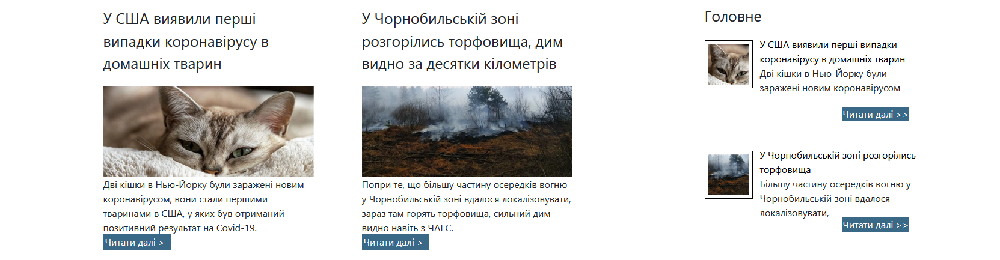 У США виявили перші
випадки коронавірусу в
домашніх тварин
Дві кішки в Нью-Йорку були заражені новим
коронавірусом, вони стали першими
тваринами в США, у яких був отриманий
позитивний результат на Covid-19.
Читати далі >
У Чорнобильській зоні
розгорілись торфовища, дим
видно за десятки кілометрів
Попри те, що більшу частину осередків вогню
у Чорнобильській зоні вдалося локалізовувати,
зараз там горять торфовища, сильний дим
видно навіть з ЧАЕС.
Читати далі >
Головне
У США виявили перші випадки
коронавірусу в домашніх тварин
Дві кішки в Нью-Йорку були
заражені новим коронавірусом
Читати далі >>
У Чорнобильській зоні розгорілись
торфовища
Більшу частину осередків вогню у
Чорнобильській зоні вдалося
локалізовувати,
Читати далі >>